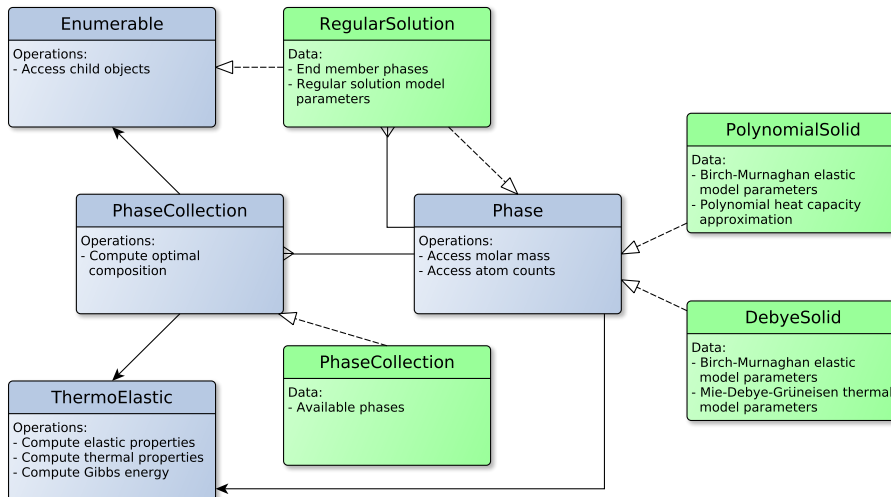 Enumerable
Operations:
- Access child objects
RegularSolution
Data:
- End member phases
- Regular solution model
parameters
PolynomialSolid
Data:
- Birch-Murnaghan elastic
model parameters
- Polynomial heat capacity
approximation
PhaseCollection
Operations:
- Compute optimal
composition
Phase
Operations:
- Access molar mass
- Access atom counts
DebyeSolid
Data:
- Birch-Murnaghan elastic
model parameters
- Mie-Debye-Grüneisen thermal
model parameters
PhaseCollection
Data:
- Available phases
ThermoElastic
Operations:
- Compute elastic properties
- Compute thermal properties
- Compute Gibbs energy